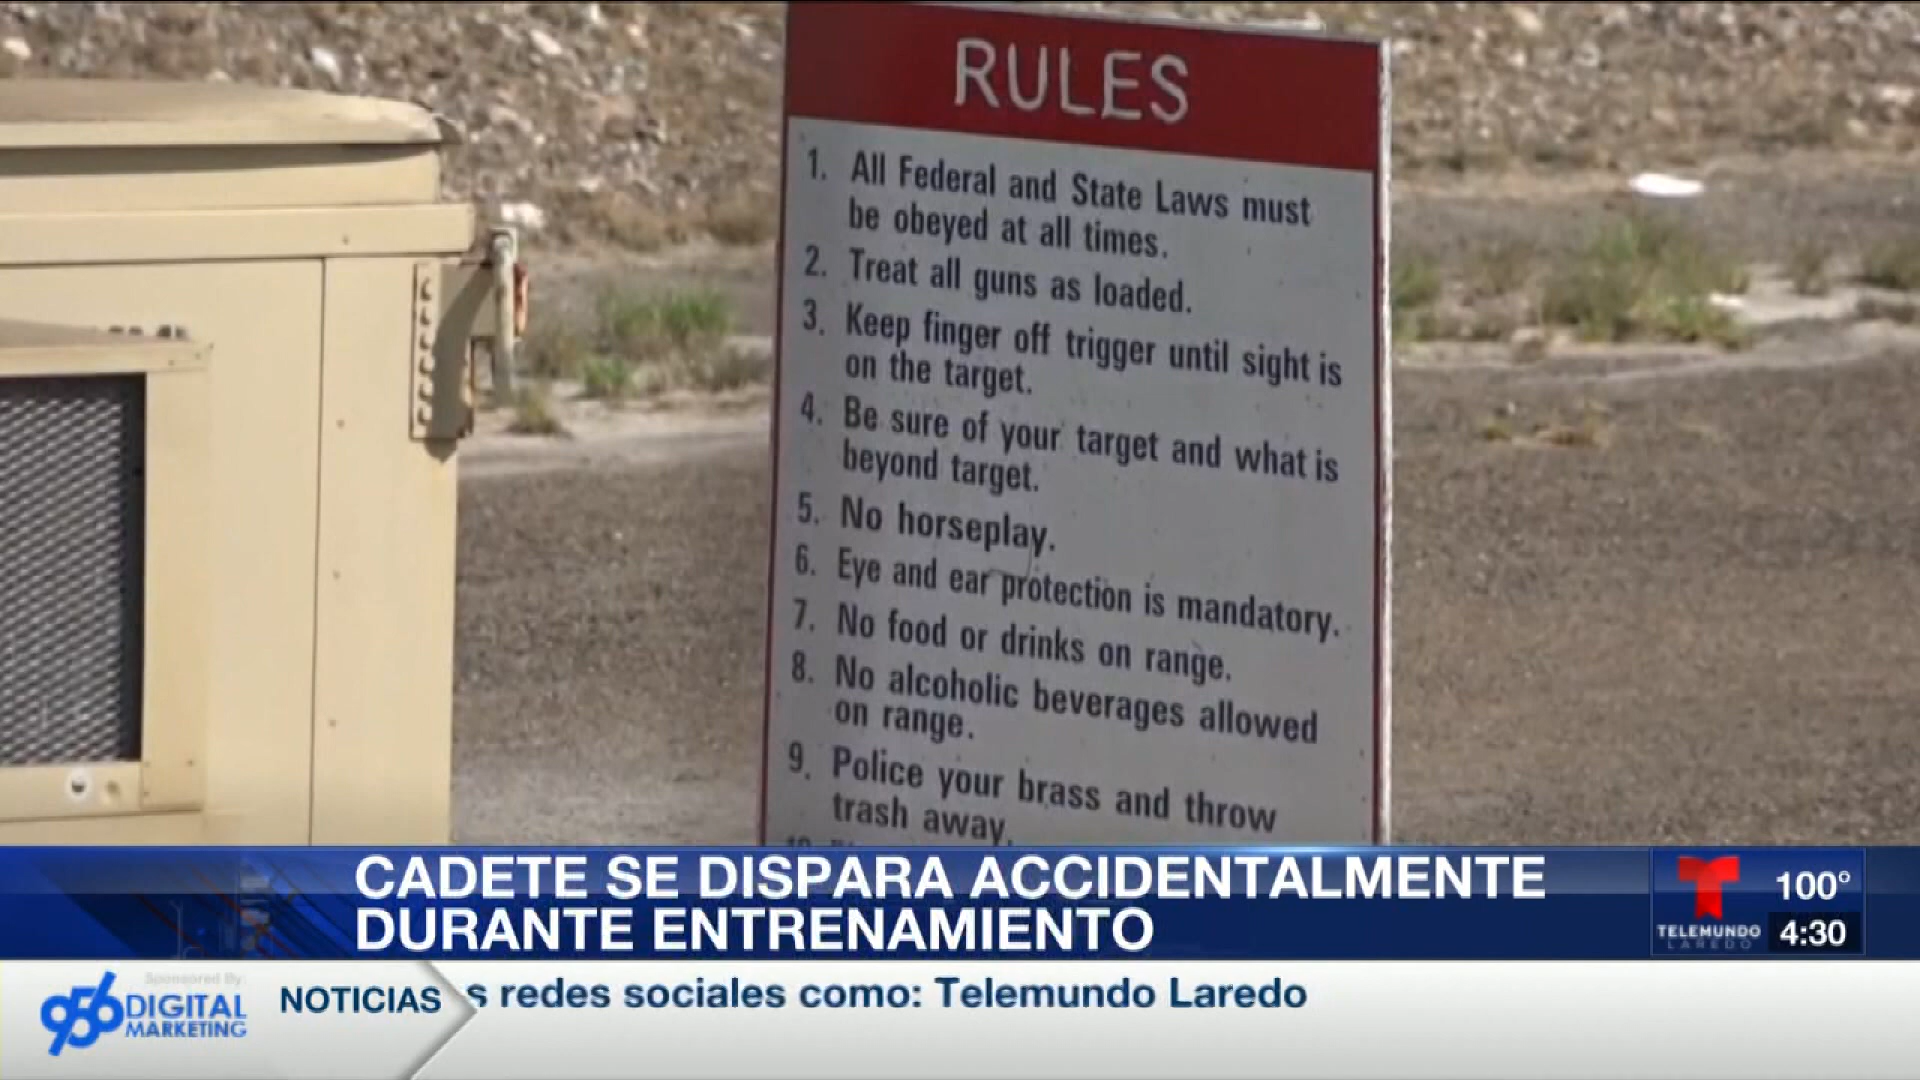 RULES
1. All Federal and State Laws must
be obeyed at all times.
2. Treat all guns as loaded.
3. Keep finger off trigger until sight is
on the target.
4. Be sure of your target and what is
beyond target.
5. No horseplay.
6. Eye and ear protection is mandatory.
7. No food or drinks on range.
8. No alcoholic beverages allowed
on range.
9. Police your brass and throw
trash away.
CADETE SE DISPARA ACCIDENTALMENTE
DURANTE ENTRENAMIENTO
100°
TELEMUNDO
LAREDO
4:30
Sponsored By:
956 DIGITAL
MARKETING
NOTICIAS
s redes sociales como: Telemundo Laredo